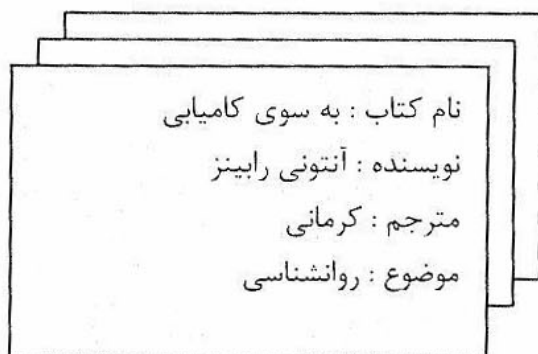 نام کتاب : به سوی کامیابی
نویسنده : آنتونی رابینز
مترجم : کرمانی
موضوع : روانشناسی